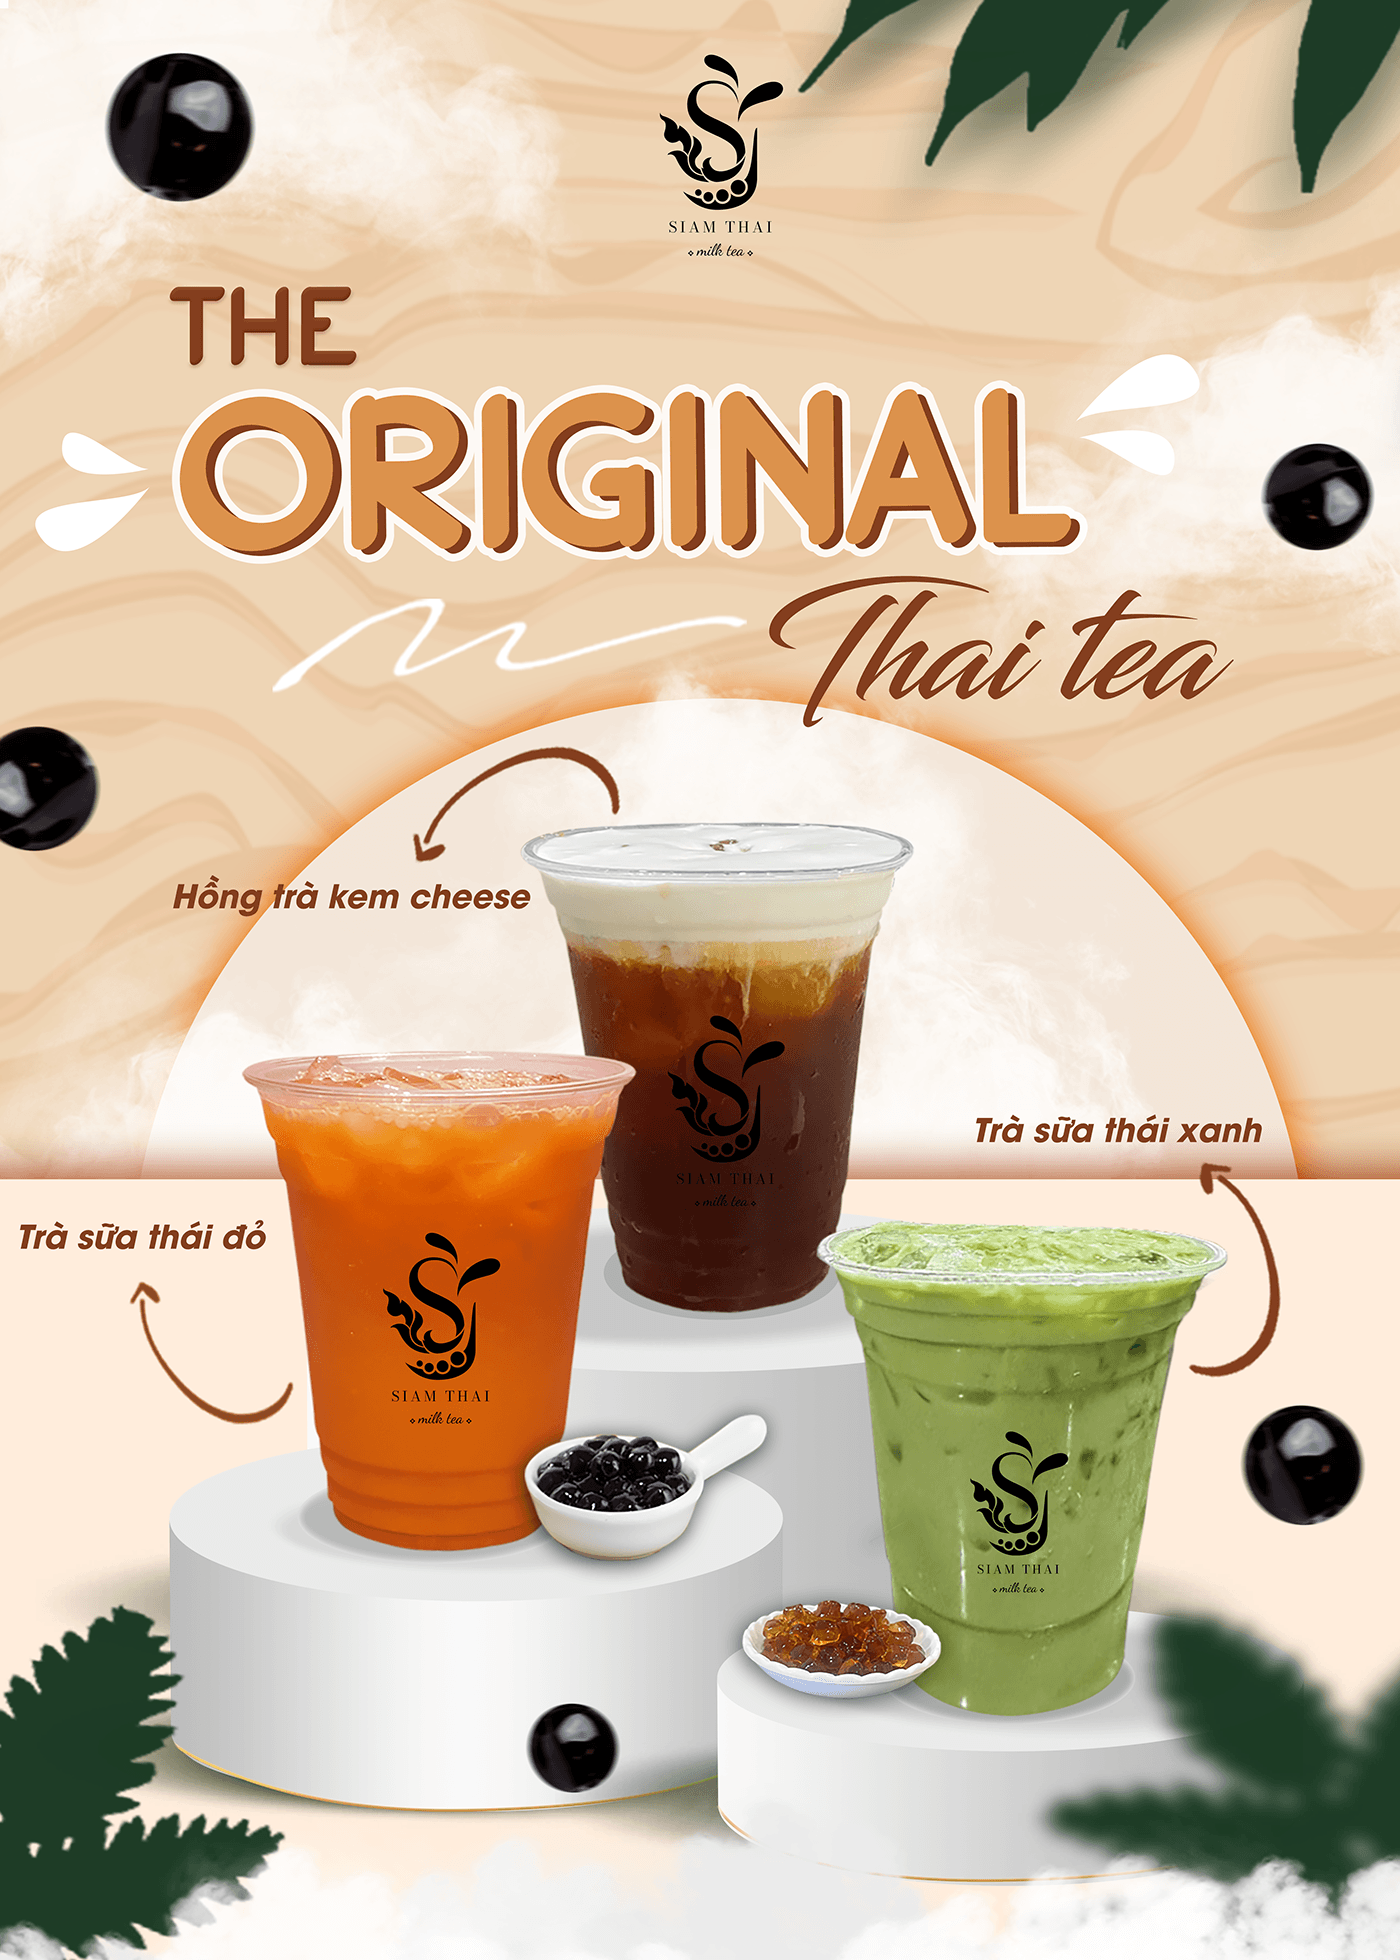 SIAM THAI
milk tea
THE
ORIGINAL
Thai tea
Hồng trà kem cheese
SIAM THAI
milk tea
Trà sữa thái xanh
Trà sữa thái đỏ
SIAM THAI
milk tea
SIAM THAI
milk tea